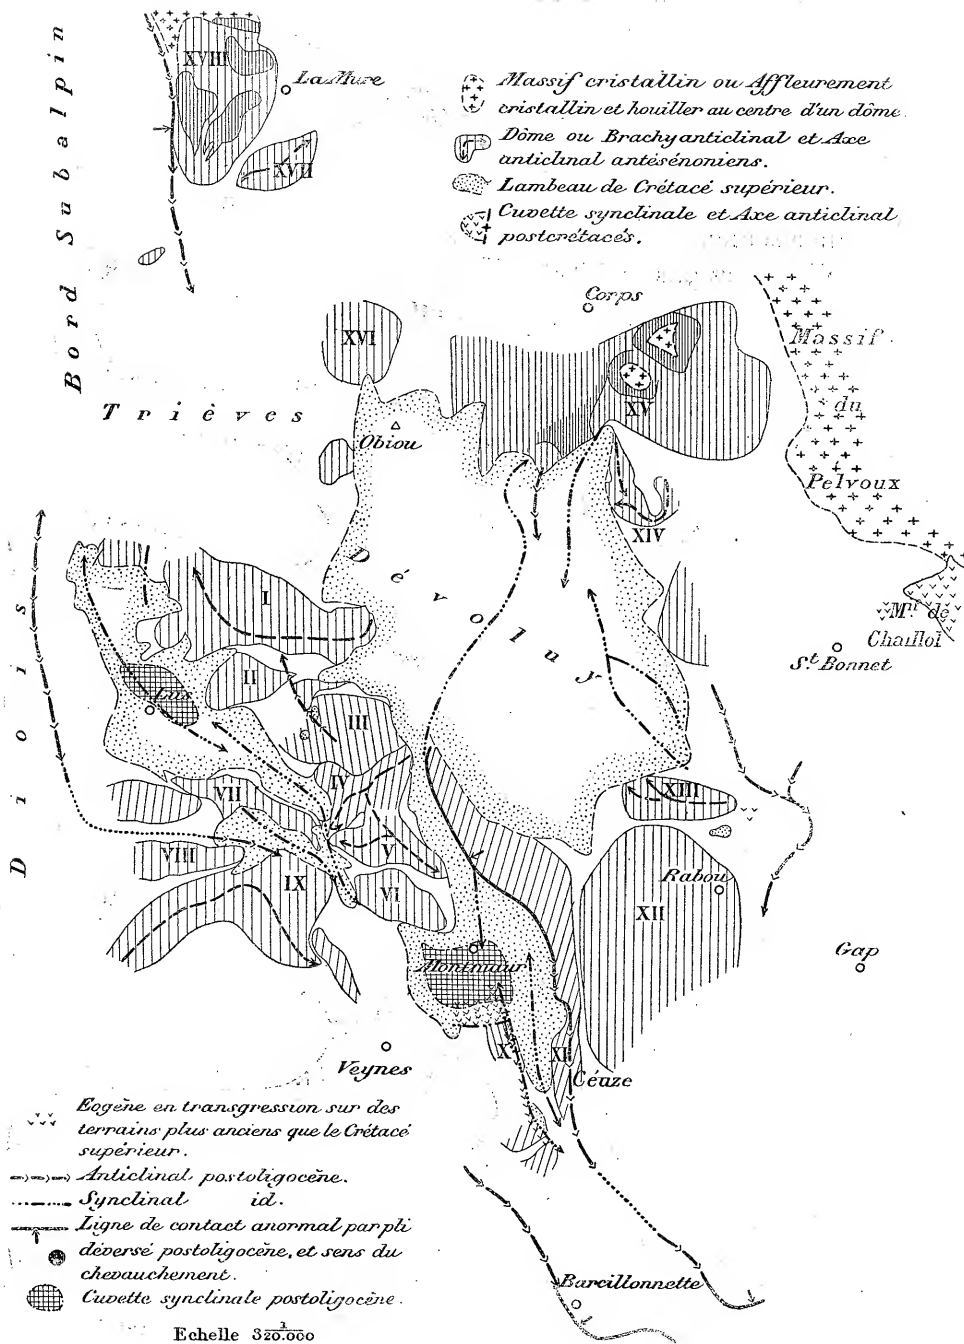 Bord Subalpin
XVIII
La Mure
XVII
Massif cristallin ou Affleurement
cristallin et houiller au centre d'un dôme.
Dôme ou Brachyanticlinal et Axe
anticlinal antésénoniens.
Lambeau de Crétacé supérieur.
Cuvette synclinale et Axe anticlinal
postcrétacés.
Corps
XVI
Massif
du
Pelvoux
XV
Trièves
Obiou
XIV
Dévoluy
Diois
I
Mn. de
Chaillol
St. Bonnet
II
Lus
III
IV
VII
XIII
V
VIII
IX
VI
Rabou
XII
Gap
Montmaur
X
XI
Veynes
Céuze
Eogène en transgression sur des
terrains plus anciens que le Crétacé
supérieur.
Anticlinal postoligocène.
Synclinal id.
Ligne de contact anormal par pli
déversé postoligocène, et sens du
chevauchement.
Cuvette synclinale postoligocène.
Barcillonnette
Echelle 1/320.000